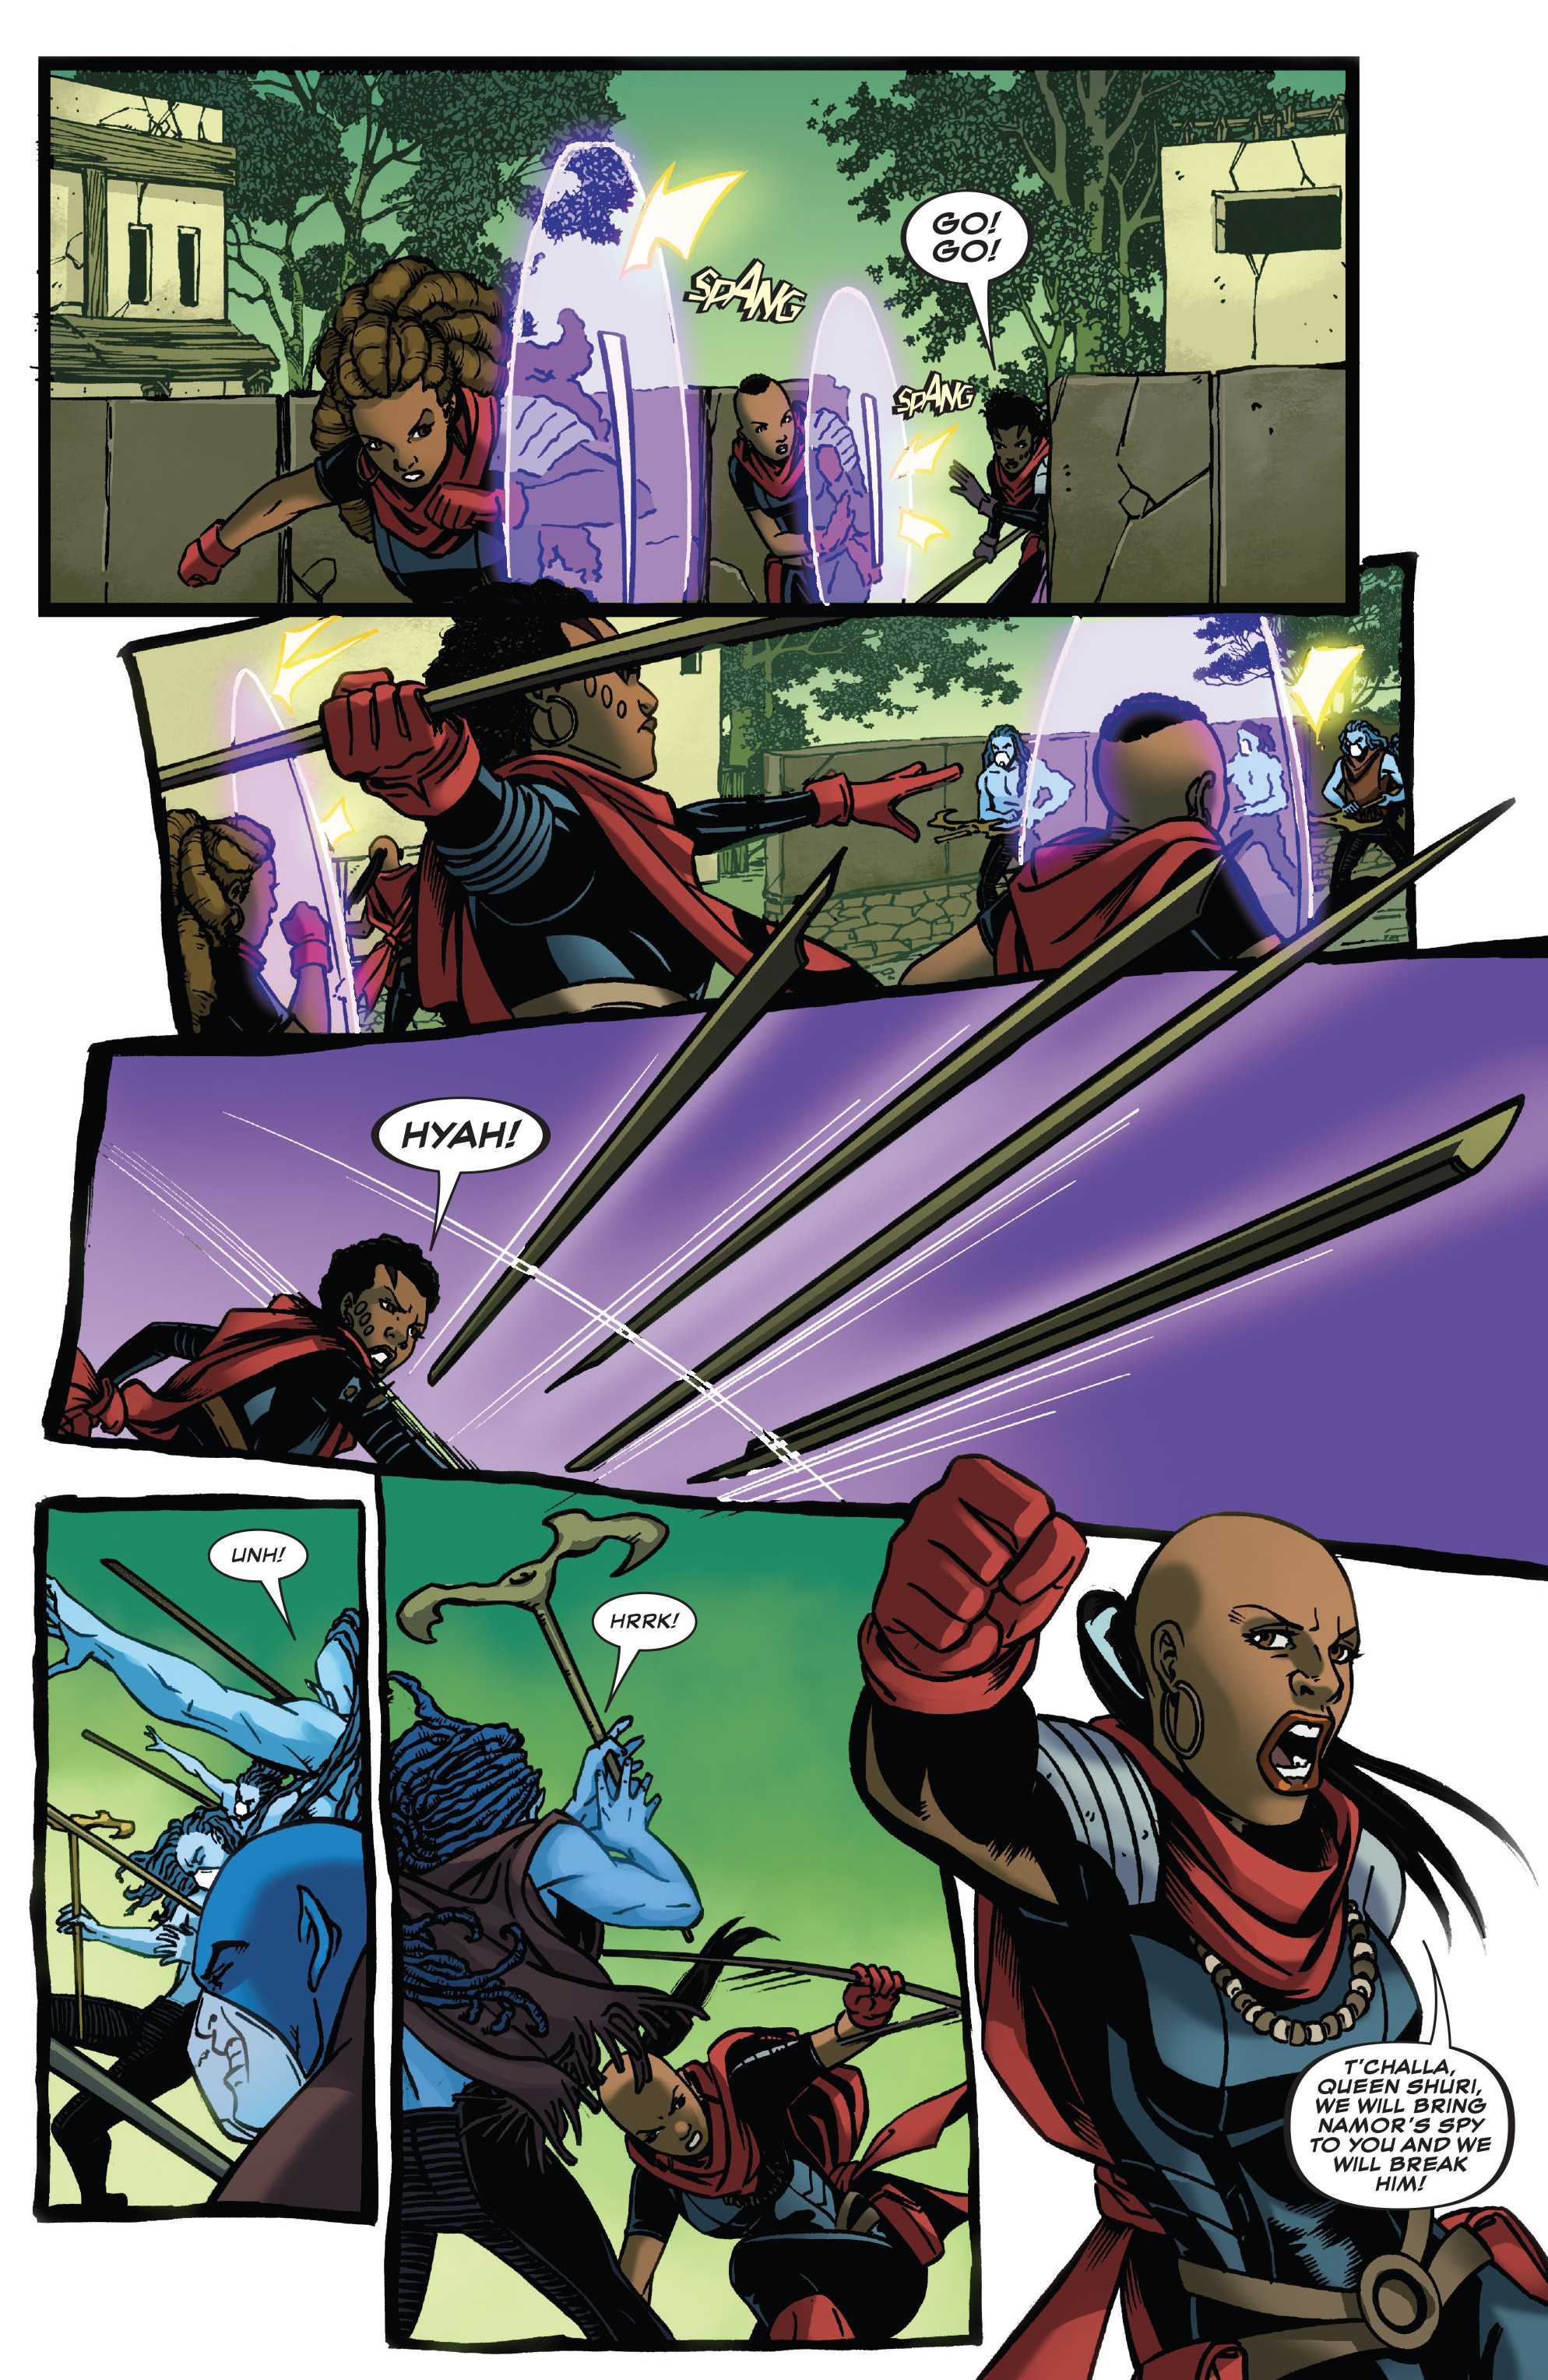 GO!
GO!
SPANG
SPANG
HYAH!
UNH!
HRRK!
T'CHALLA,
QUEEN SHURI,
WE WILL BRING
NAMOR'S SPY
TO YOU AND WE
WILL BREAK
HIM!